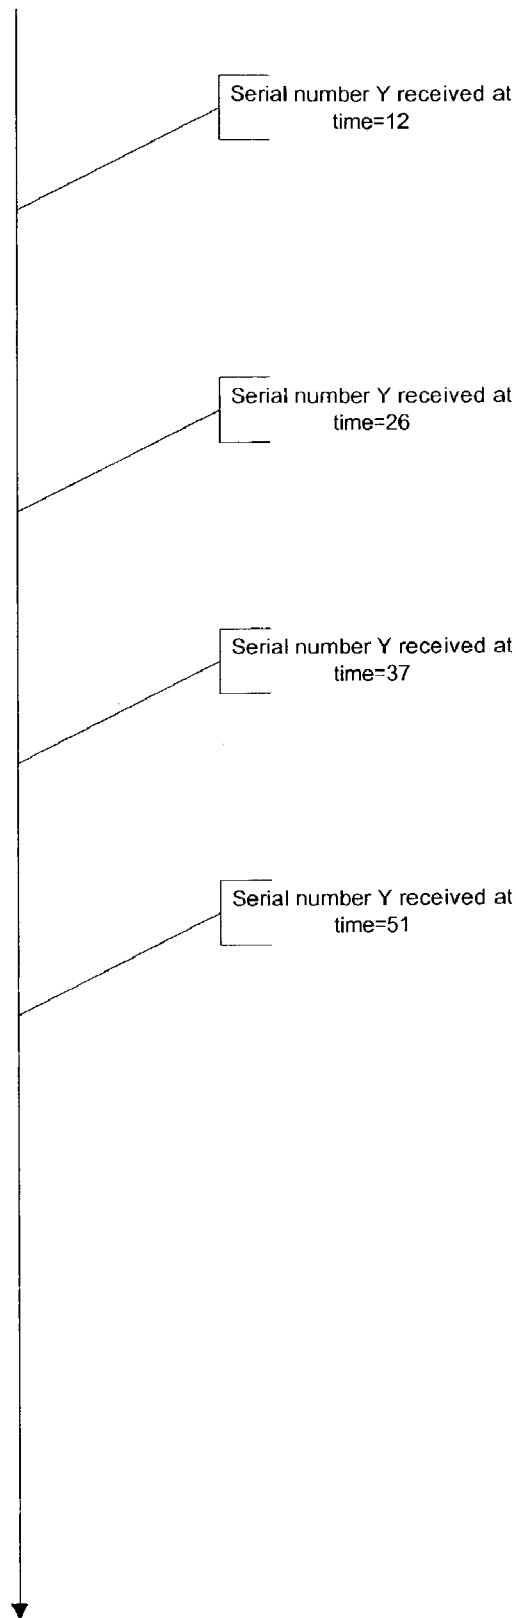 Serial number Y received at
time=12
Serial number Y received at
time=26
Serial number Y received at
time=37
Serial number Y received at
time=51